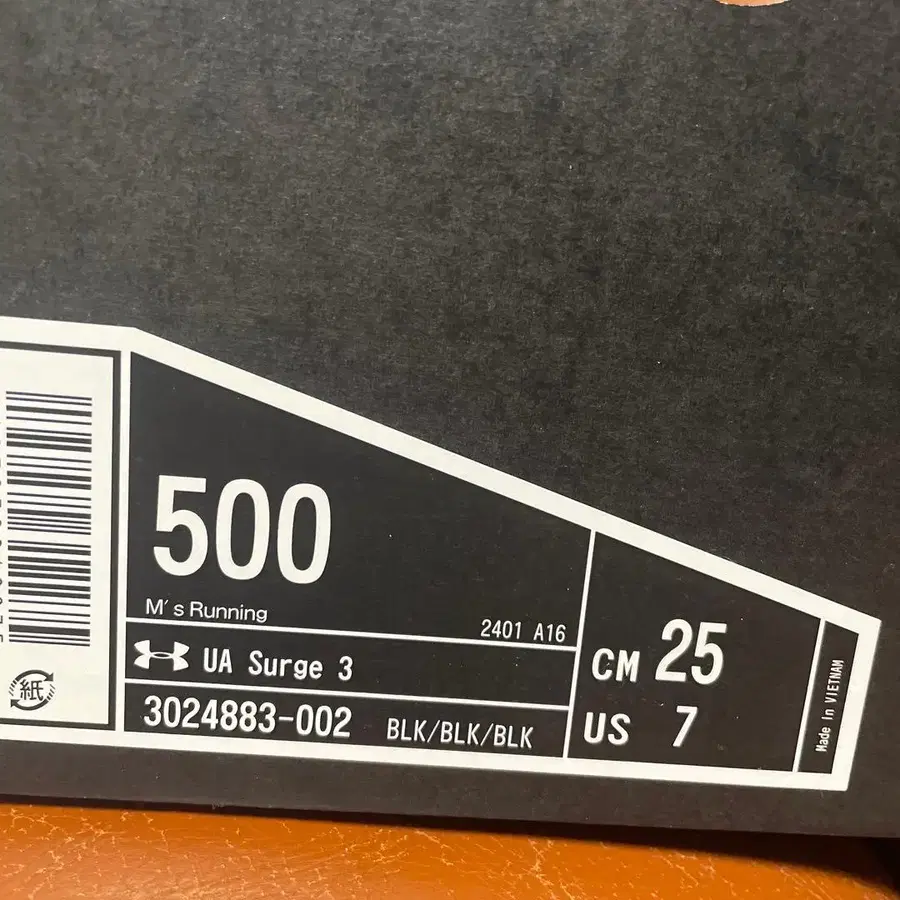 紙
500
M's Running
2401 A16
UA Surge 3
3024883-002 BLK/BLK/BLK
CM 25
US 7
Made In VIETNAM